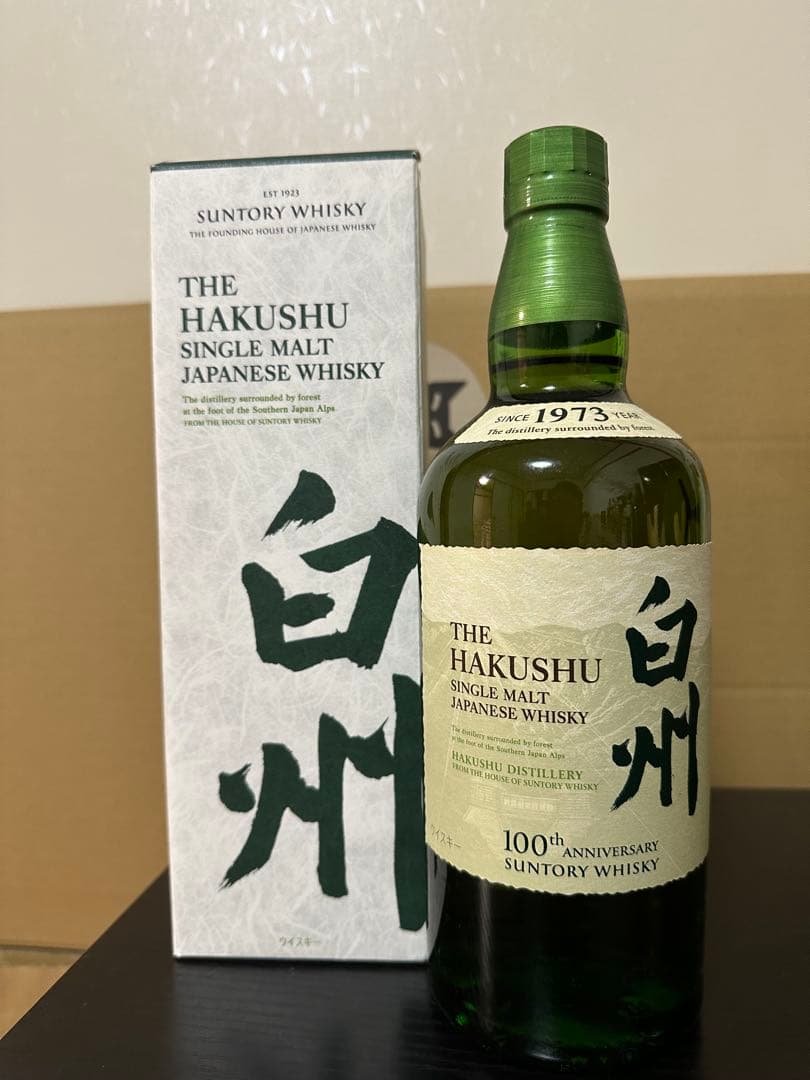 EST 1923
SUNTORY WHISKY
THE FOUNDING HOUSE OF JAPANESE WHISKY
THE
HAKUSHU
SINGLE MALT
JAPANESE WHISKY
The distillery surrounded by forest
at the foot of the Southern Japan Alps
FROM THE HOUSE OF SUNTORY WHISKY
白州
ウイスキー
SINCE 1973 YEAR
The distillery surrounded by forest
THE
HAKUSHU
SINGLE MALT
JAPANESE WHISKY
The distillery surrounded by forest
at the foot of the Southern Japan Alps
HAKUSHU DISTILLERY
FROM THE HOUSE OF SUNTORY WHISKY
白州
ウイスキー
100th ANNIVERSARY
SUNTORY WHISKY